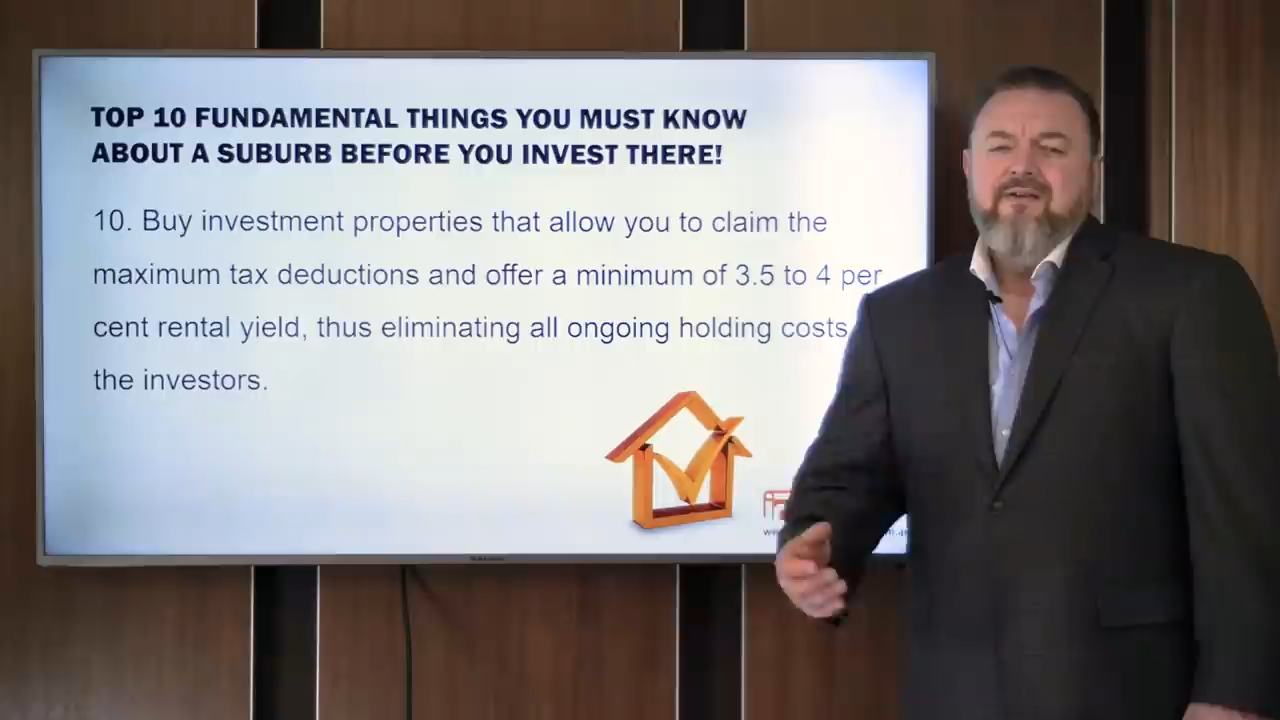 TOP 10 FUNDAMENTAL THINGS YOU MUST KNOW
ABOUT A SUBURB BEFORE YOU INVEST THERE!
10. Buy investment properties that allow you to claim the
maximum tax deductions and offer a minimum of 3.5 to 4 per
cent rental yield, thus eliminating all ongoing holding costs
the investors.